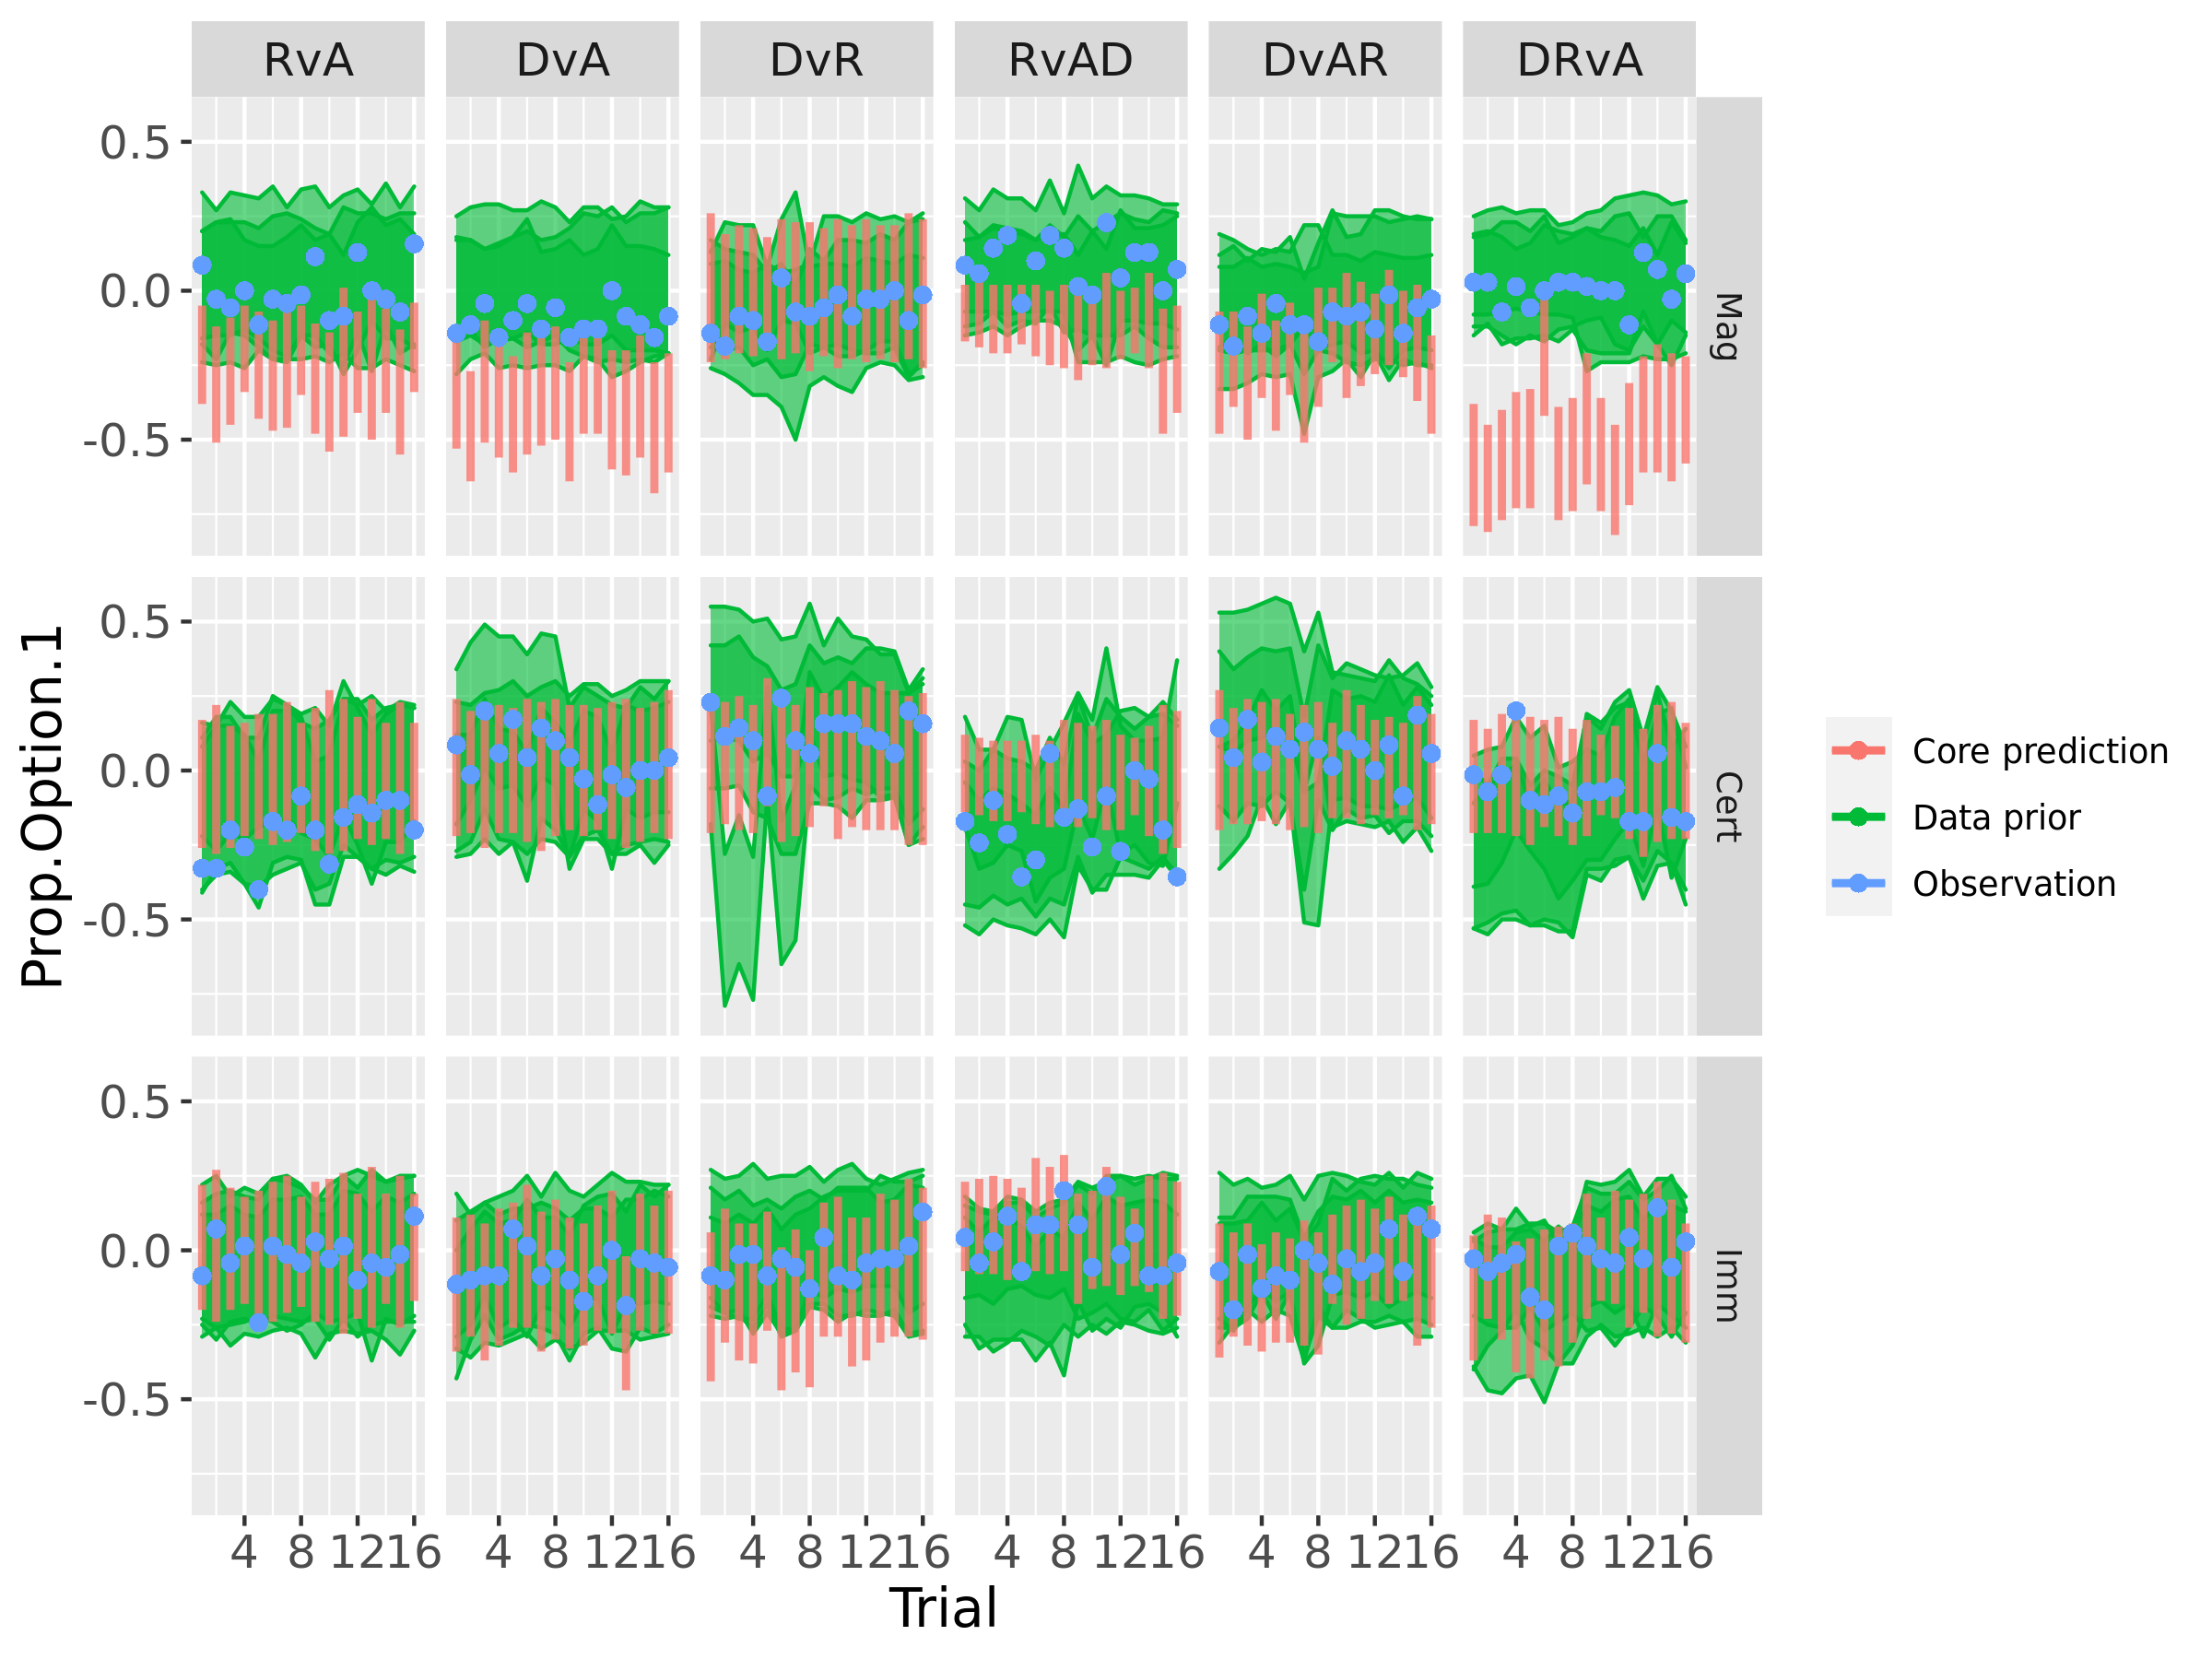 RvA DvA DvR RvAD DvAR DRvA
0.5
0.0
-0.5
Mag
0.5
0.0
-0.5
Cert
0.5
0.0
-0.5
Imm
4 8 12 16 4 8 12 16 4 8 12 16 4 8 12 16 4 8 12 16 4 8 12 16
Trial
Prop.Option.1
Core prediction
Data prior
Observation